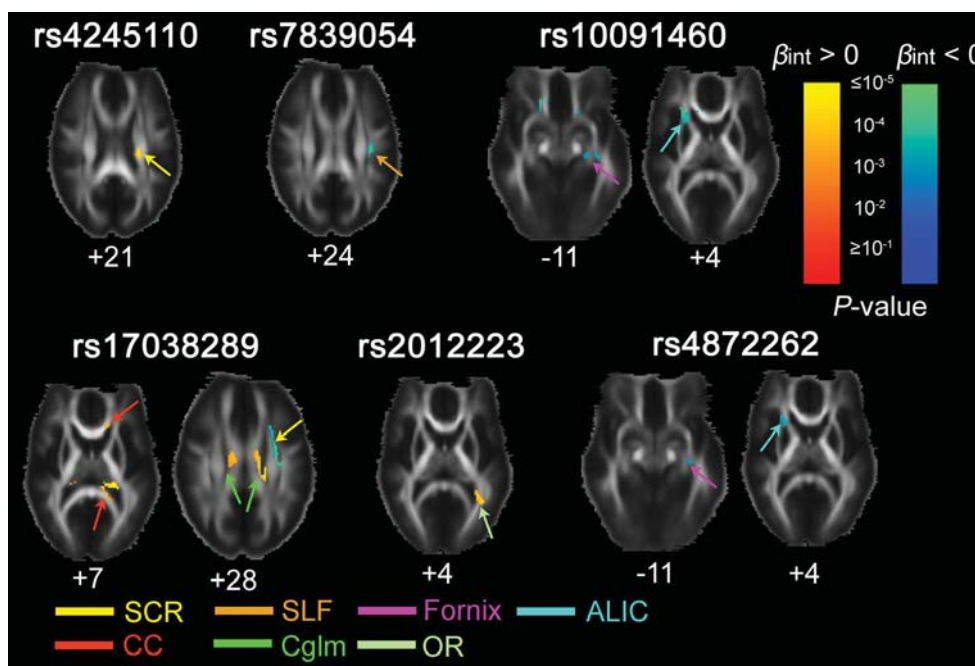 rs4245110 rs7839054 rs10091460
βint > 0 βint < 0
≤10-5
10-4
10-3
10-2
≥10-1
+21 +24 -11 +4
P-value
rs17038289 rs2012223 rs4872262
+7 +28 +4 -11 +4
SCR SLF Fornix ALIC
CC Cglm OR